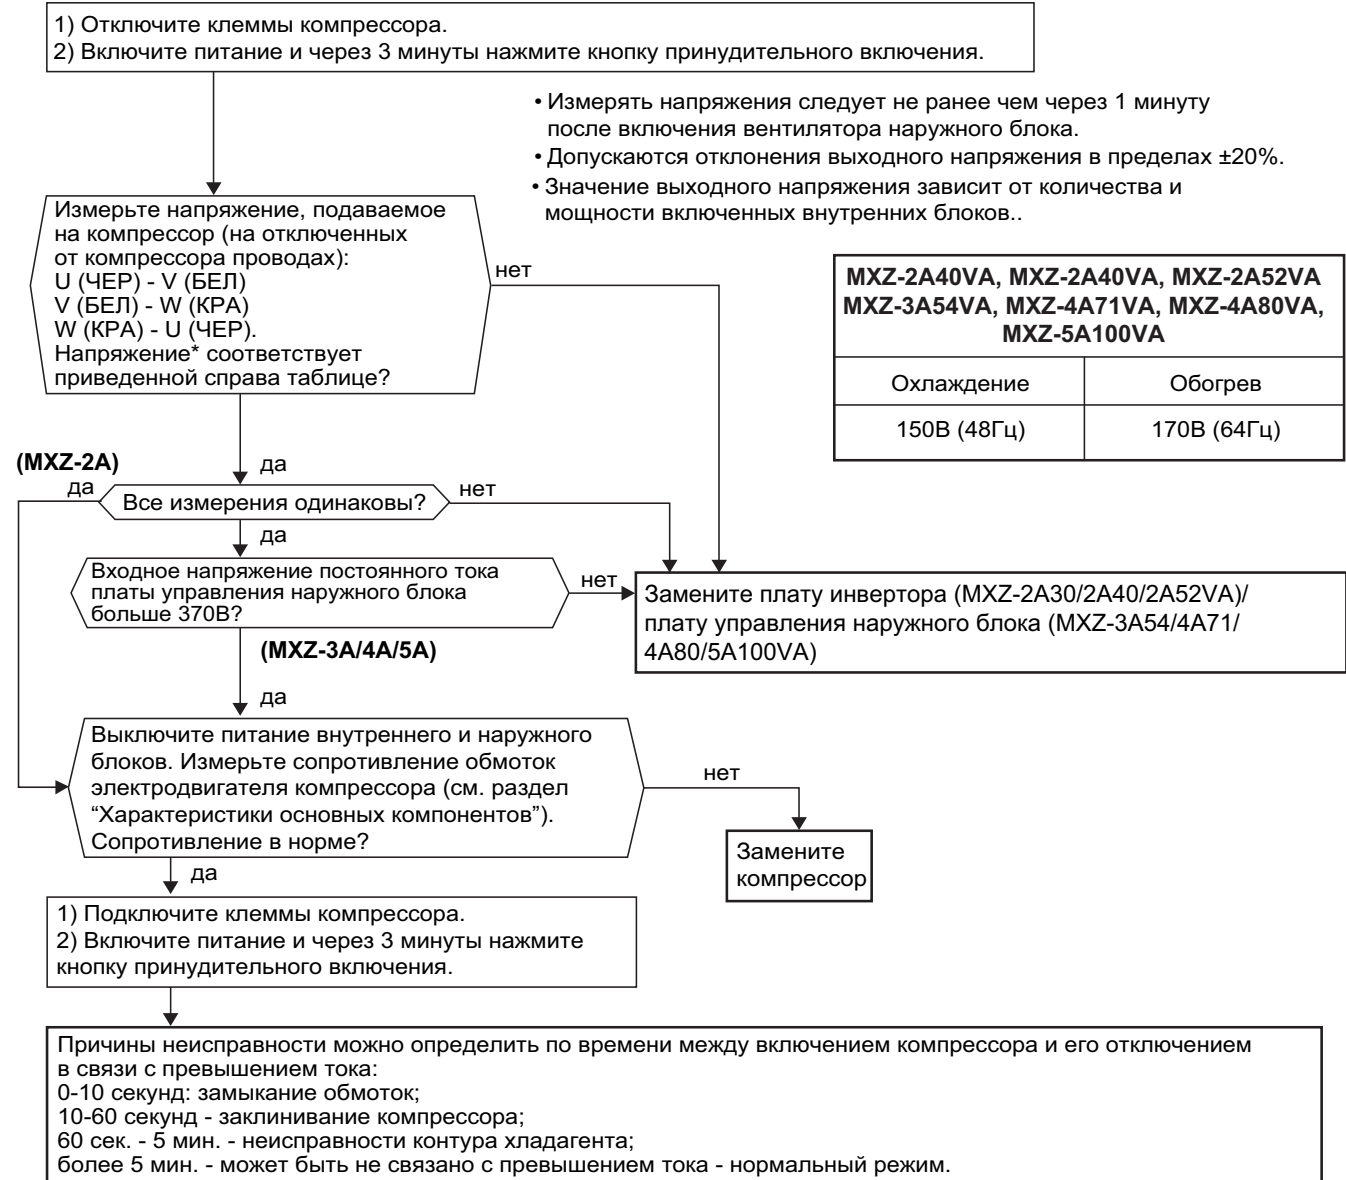 1) Отключите клеммы компрессора.
2) Включите питание и через 3 минуты нажмите кнопку принудительного включения.
• Измерять напряжения следует не ранее чем через 1 минуту
после включения вентилятора наружного блока.
• Допускаются отклонения выходного напряжения в пределах ±20%.
• Значение выходного напряжения зависит от количества и
мощности включенных внутренних блоков..
Измерьте напряжение, подаваемое
на компрессор (на отключенных
от компрессора проводах):
U (ЧЕР) - V (БЕЛ)
V (БЕЛ) - W (КРА)
W (КРА) - U (ЧЕР).
Напряжение* соответствует
приведенной справа таблице?
нет
MXZ-2A40VA, MXZ-2A40VA, MXZ-2A52VA
MXZ-3A54VA, MXZ-4A71VA, MXZ-4A80VA,
MXZ-5A100VA
Охлаждение
Обогрев
150В (48Гц)
170В (64Гц)
(MXZ-2A)
да
да
Все измерения одинаковы?
нет
да
Входное напряжение постоянного тока
платы управления наружного блока
больше 370В?
нет
Замените плату инвертора (MXZ-2A30/2A40/2A52VA)/
плату управления наружного блока (MXZ-3A54/4A71/
4A80/5A100VA)
(MXZ-3A/4A/5A)
да
Выключите питание внутреннего и наружного
блоков. Измерьте сопротивление обмоток
электродвигателя компрессора (см. раздел
“Характеристики основных компонентов”).
Сопротивление в норме?
нет
Замените
компрессор
да
1) Подключите клеммы компрессора.
2) Включите питание и через 3 минуты нажмите
кнопку принудительного включения.
Причины неисправности можно определить по времени между включением компрессора и его отключением
в связи с превышением тока:
0-10 секунд: замыкание обмоток;
10-60 секунд - заклинивание компрессора;
60 сек. - 5 мин. - неисправности контура хладагента;
более 5 мин. - может быть не связано с превышением тока - нормальный режим.